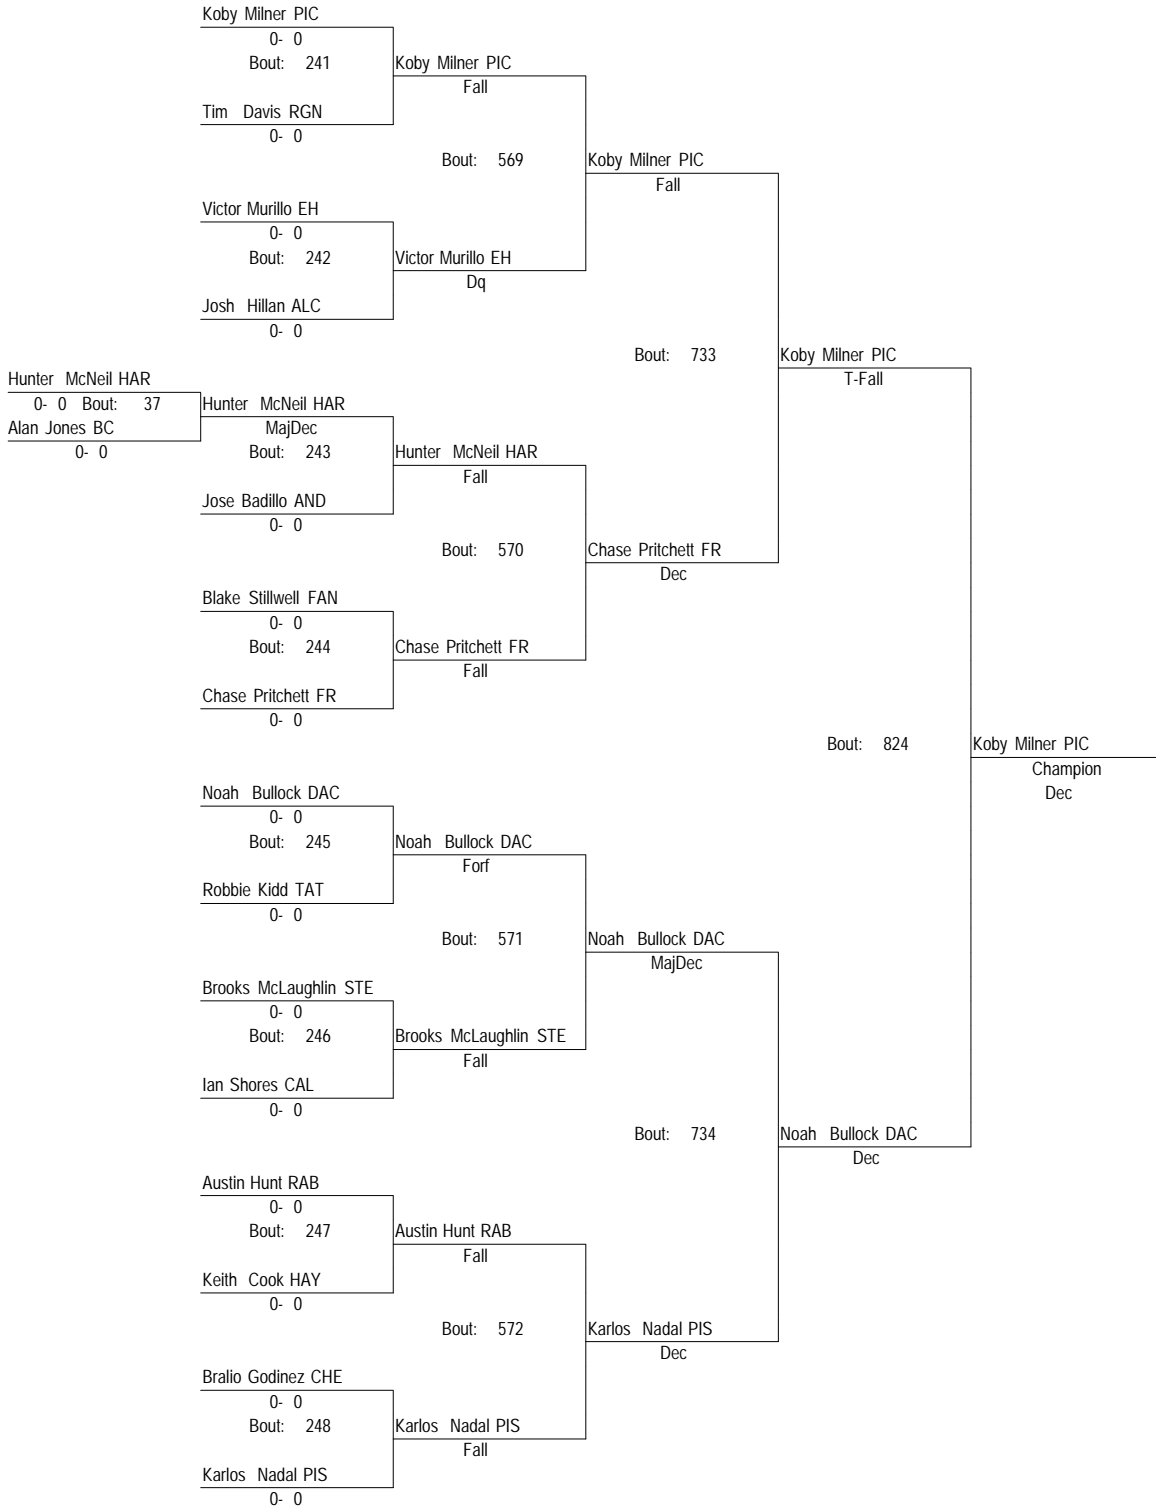 Koby Milner PIC
0- 0
Bout: 241
Koby Milner PIC
Fall
Tim Davis RGN
0- 0
Bout: 569
Koby Milner PIC
Fall
Victor Murillo EH
0- 0
Bout: 242
Victor Murillo EH
Dq
Josh Hillan ALC
0- 0
Bout: 733
Koby Milner PIC
T-Fall
Hunter McNeil HAR
0- 0 Bout: 37
Hunter McNeil HAR
MajDec
Alan Jones BC
0- 0
Bout: 243
Hunter McNeil HAR
Fall
Jose Badillo AND
0- 0
Bout: 570
Chase Pritchett FR
Dec
Blake Stillwell FAN
0- 0
Bout: 244
Chase Pritchett FR
Fall
Chase Pritchett FR
0- 0
Bout: 824
Koby Milner PIC
Champion
Dec
Noah Bullock DAC
0- 0
Bout: 245
Noah Bullock DAC
Forf
Robbie Kidd TAT
0- 0
Bout: 571
Noah Bullock DAC
MajDec
Brooks McLaughlin STE
0- 0
Bout: 246
Brooks McLaughlin STE
Fall
Ian Shores CAL
0- 0
Bout: 734
Noah Bullock DAC
Dec
Austin Hunt RAB
0- 0
Bout: 247
Austin Hunt RAB
Fall
Keith Cook HAY
0- 0
Bout: 572
Karlos Nadal PIS
Dec
Bralio Godinez CHE
0- 0
Bout: 248
Karlos Nadal PIS
Fall
Karlos Nadal PIS
0- 0